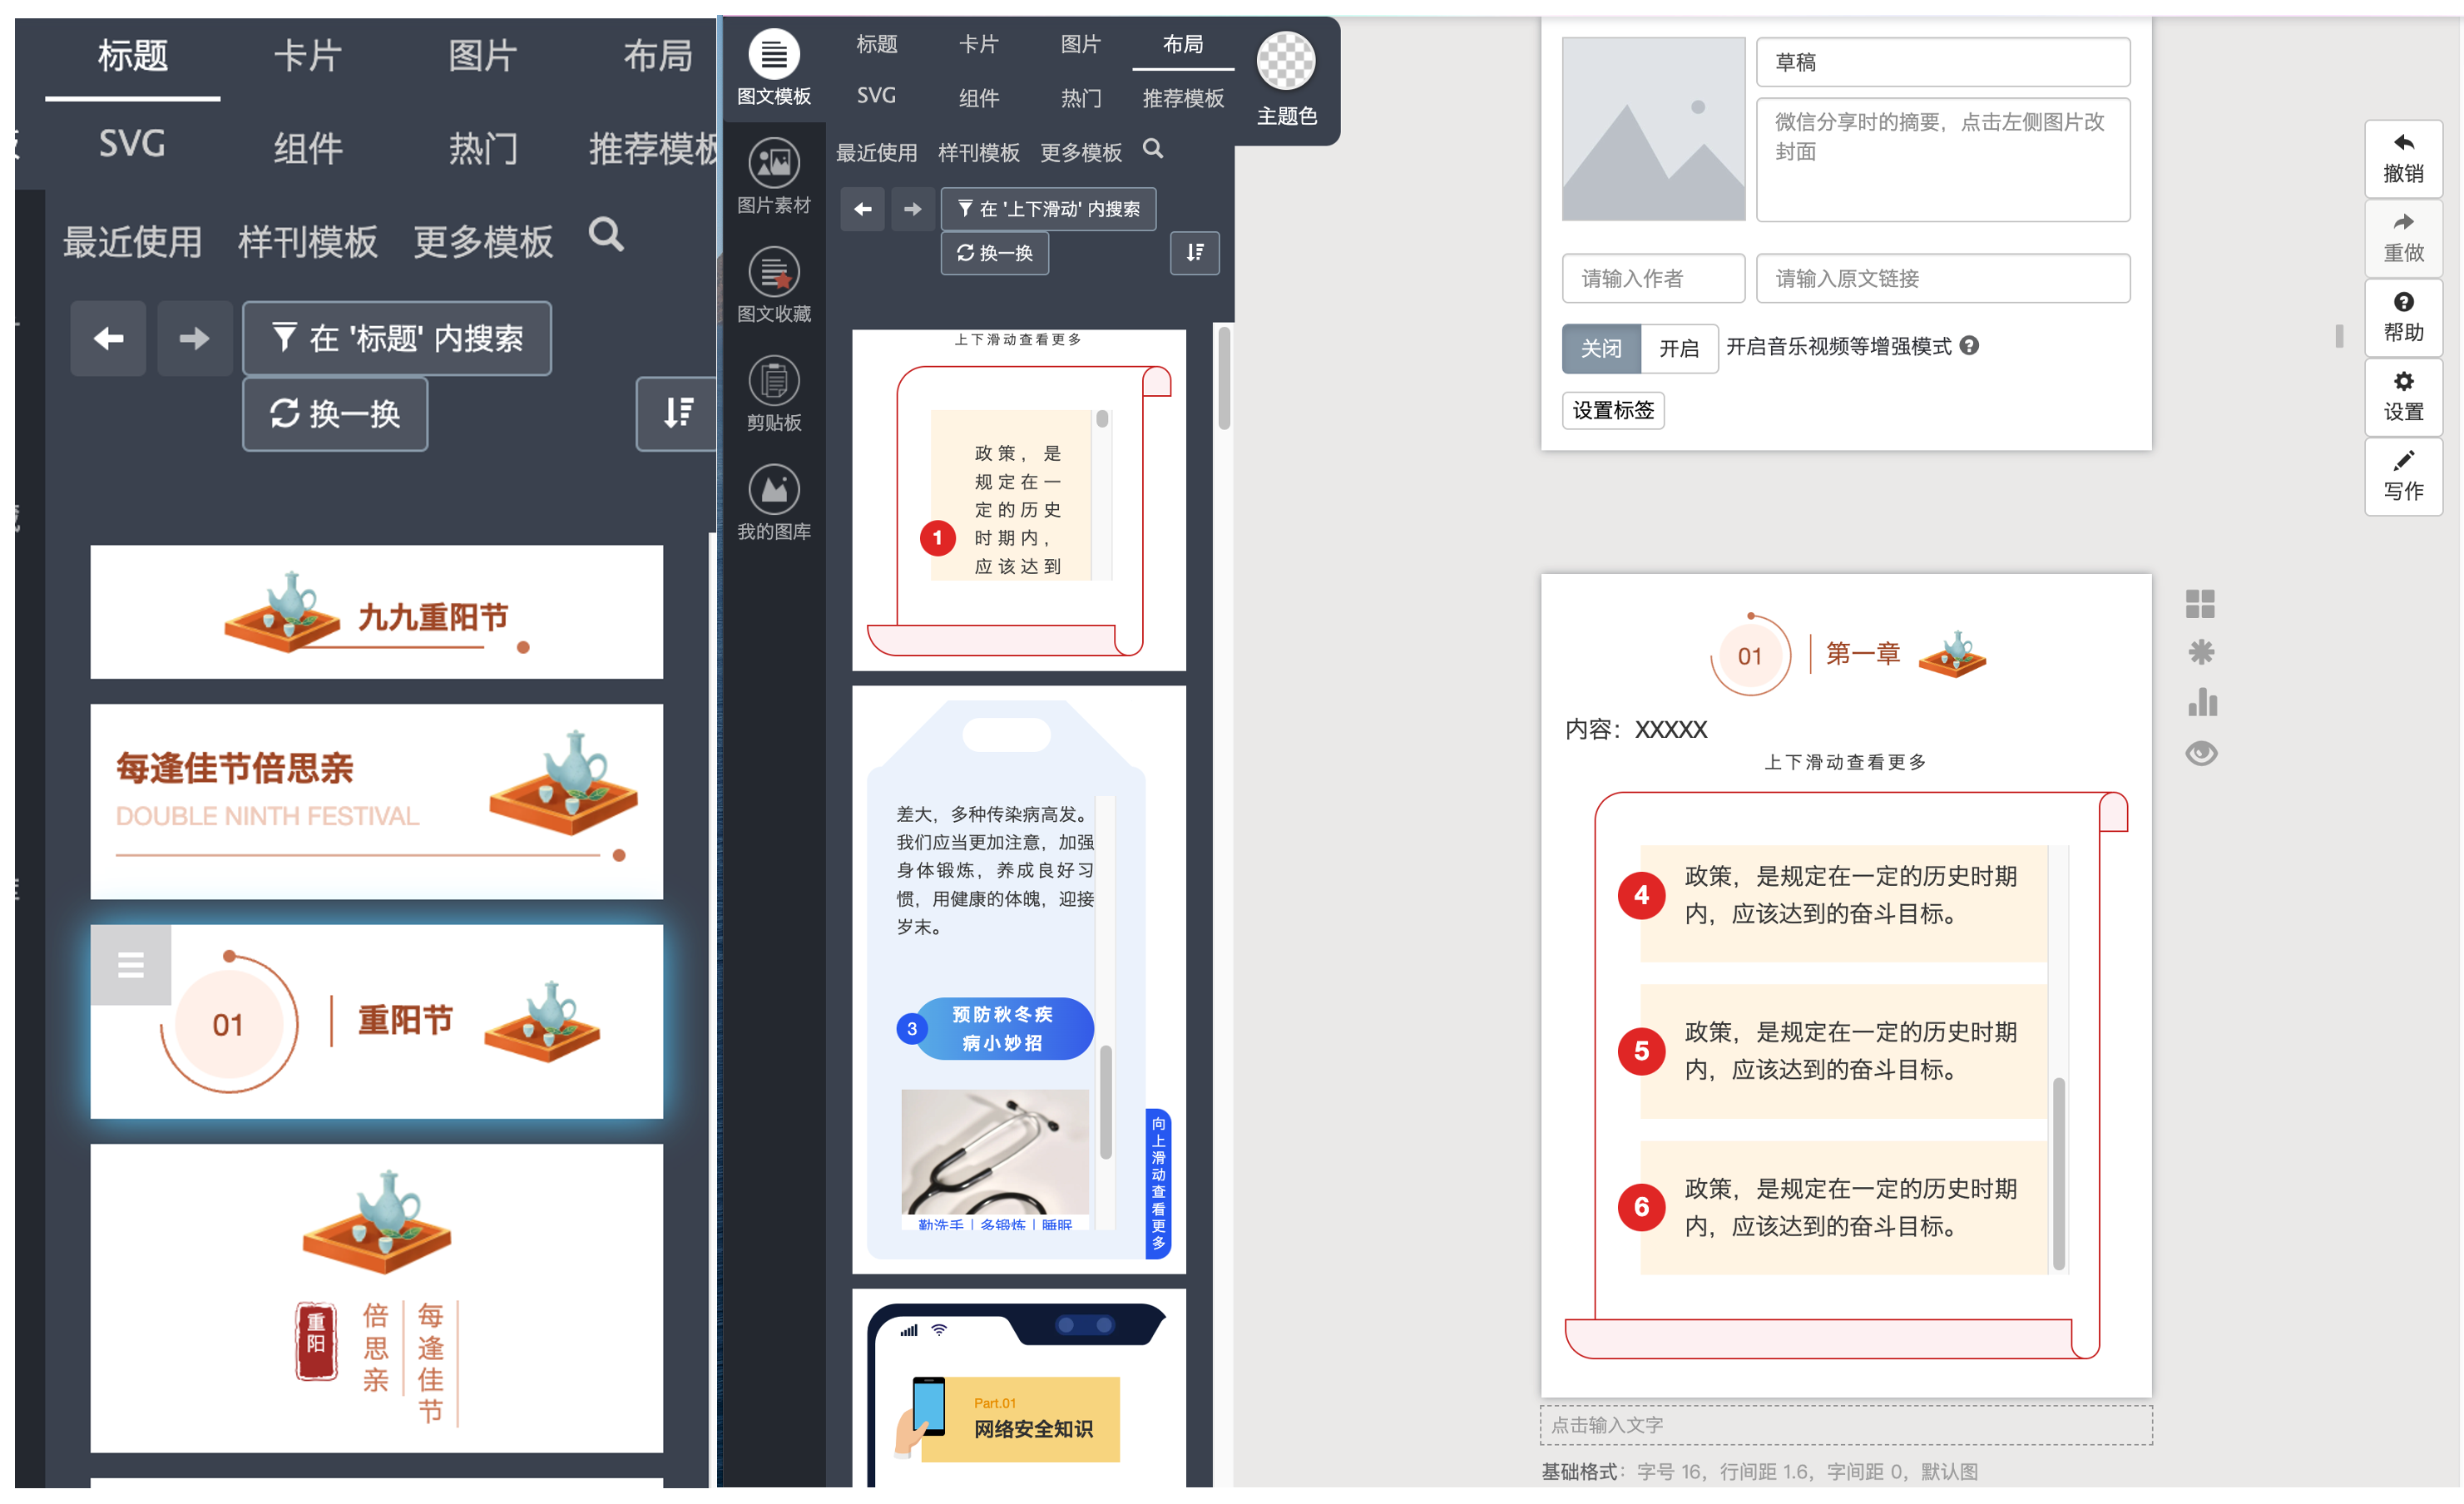 标题 卡片 图片 布局
SVG 组件 热门 推荐模板
最近使用 样刊模板 更多模板
在 '标题' 内搜索
换一换
九九重阳节
每逢佳节倍思亲
DOUBLE NINTH FESTIVAL
01 重阳节
重阳
每逢佳节
倍思亲
图文模板
图片素材
图文收藏
剪贴板
我的图库
标题 卡片 图片 布局
SVG 组件 热门 推荐模板
最近使用 样刊模板 更多模板
在 '上下滑动' 内搜索
换一换
主题色
上下滑动查看更多
1
政策，是
规定在一
定的历史
时期内，
应该达到
差大，多种传染病高发。
我们应当更加注意，加强
身体锻炼，养成良好习
惯，用健康的体魄，迎接
岁末。
3
预防秋冬疾
病小妙招
勤洗手｜多锻炼｜睡眠
向上滑动查看更多
Part.01
网络安全知识
草稿
微信分享时的摘要，点击左侧图片改
封面
请输入作者 请输入原文链接
关闭 开启 开启音乐视频等增强模式
设置标签
撤销
重做
帮助
设置
写作
01 第一章
内容：XXXXX
上下滑动查看更多
4 政策，是规定在一定的历史时期
内，应该达到的奋斗目标。
5 政策，是规定在一定的历史时期
内，应该达到的奋斗目标。
6 政策，是规定在一定的历史时期
内，应该达到的奋斗目标。
点击输入文字
基础格式：字号 16，行间距 1.6，字间距 0，默认图